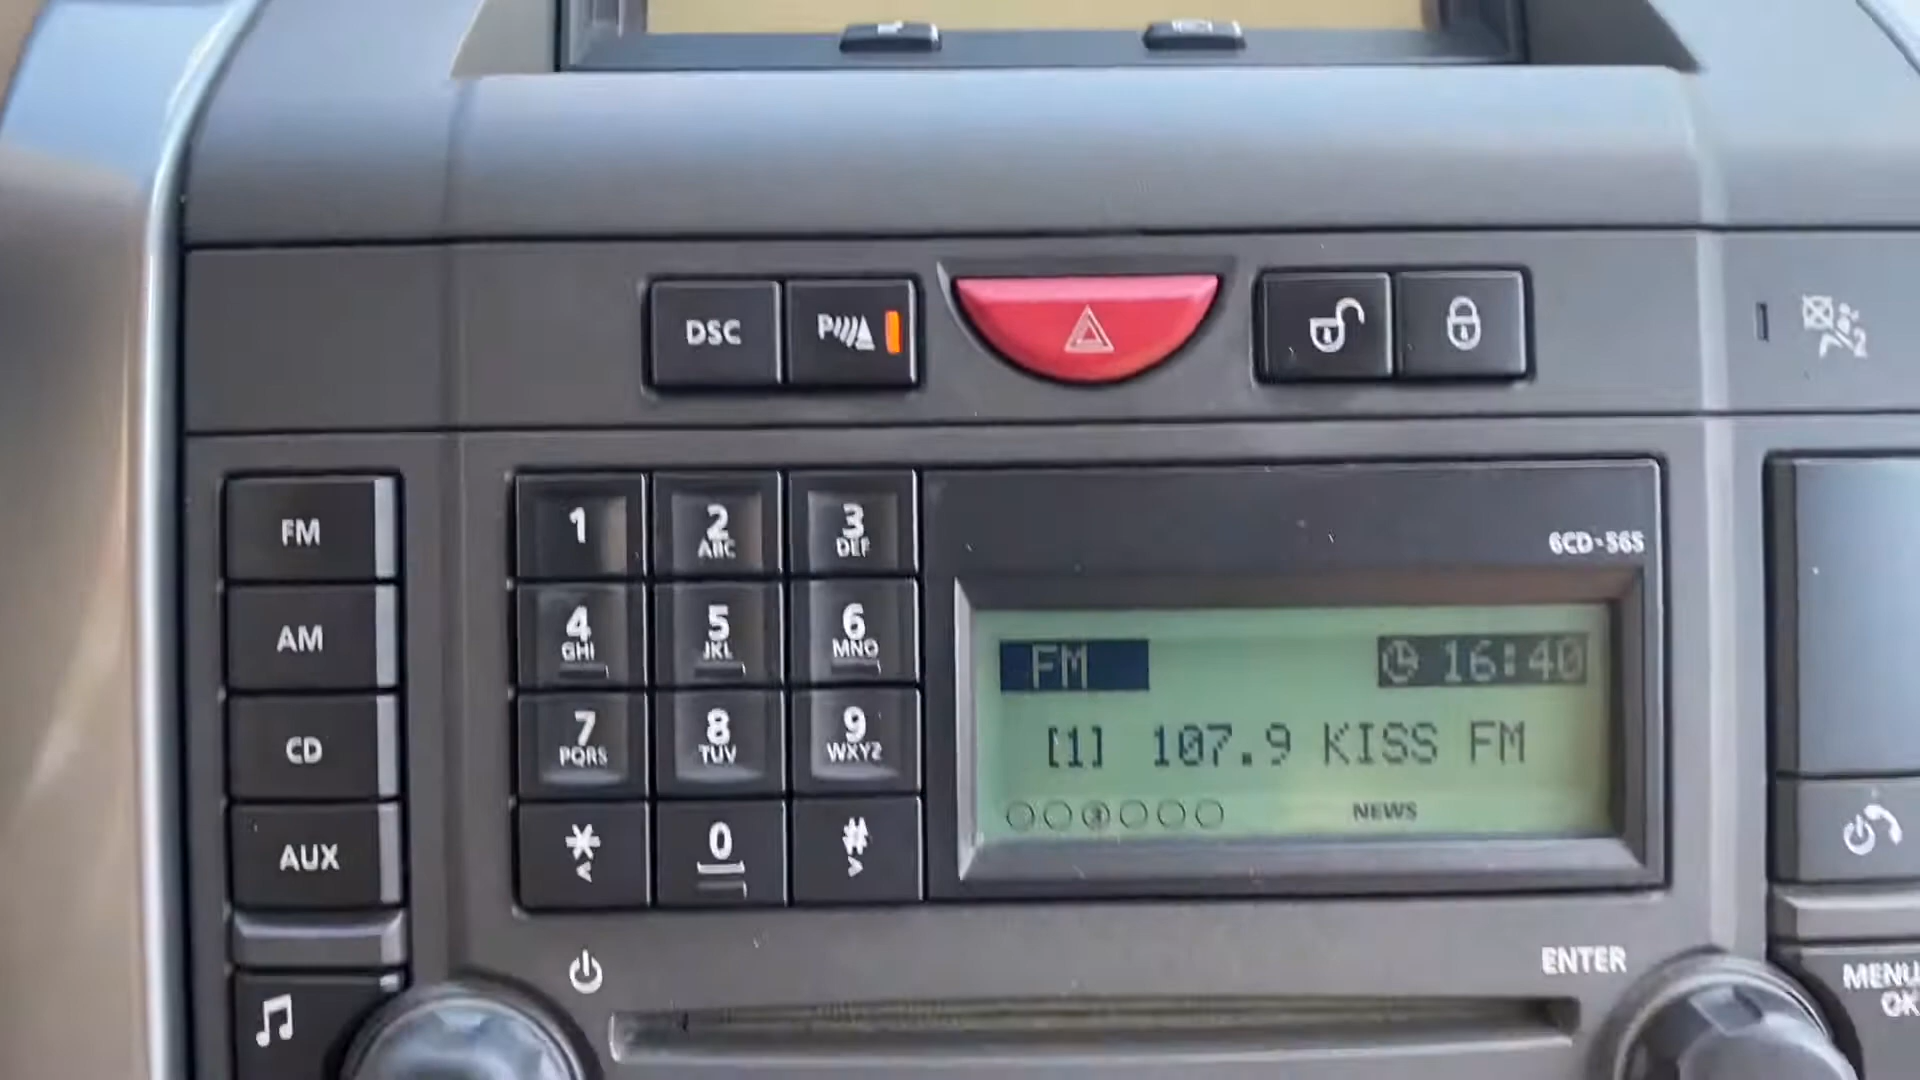 DSC P
FM
AM
CD
AUX
1
2 ABC
3 DEF
4 GHI
5 JKL
6 MNO
7 PQRS
8 TUV
9 WXYZ
*
<
0
#
>
6CD-565
FM 16:40
[1] 107.9 KISS FM
NEWS
ENTER
MENU
OK